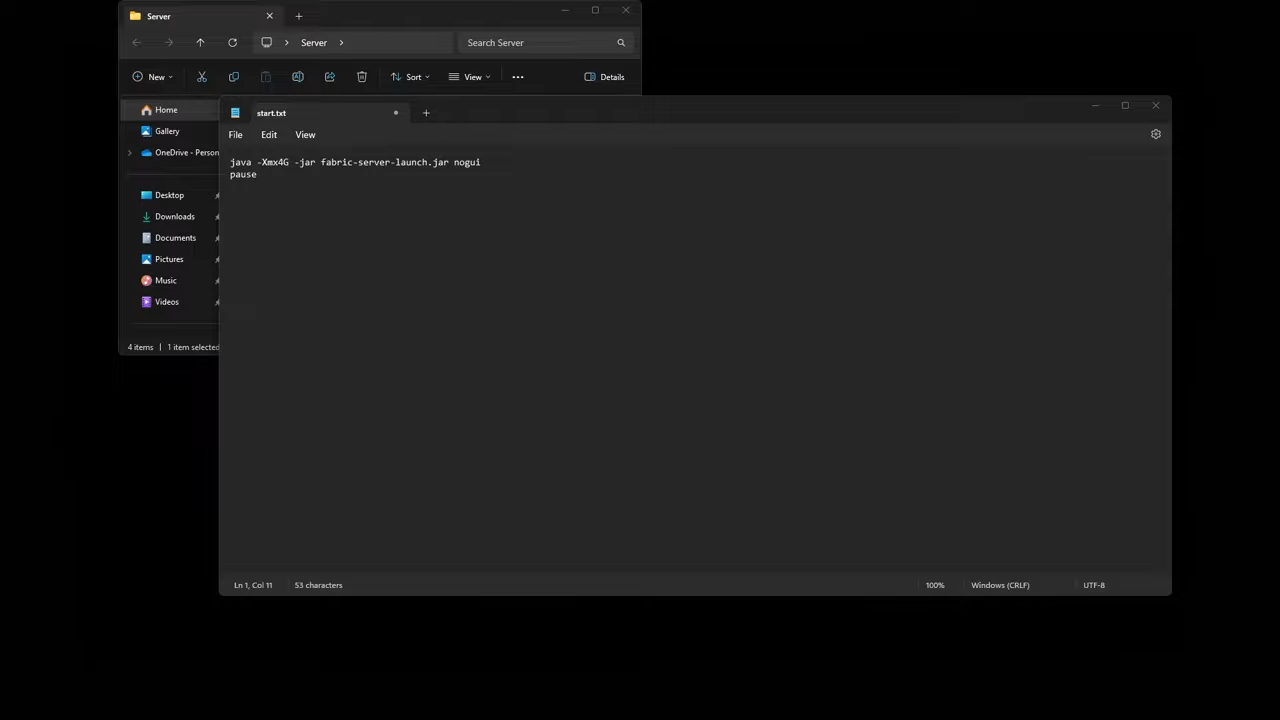 Server
Server
Search Server
New
Sort
View
Details
Home
Gallery
OneDrive - Person
Desktop
Downloads
Documents
Pictures
Music
Videos
4 items
1 item selected
start.txt
File
Edit
View
java -Xmx4G -jar fabric-server-launch.jar nogui
pause
Ln 1, Col 11
53 characters
100%
Windows (CRLF)
UTF-8